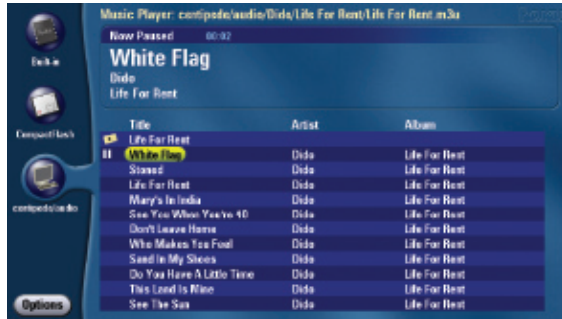 Music Player: centipede/audio/Dido/Life For Rent/Life For Rent.m3u
Now Paused 00:02
White Flag
Dido
Life For Rent
Built-in
CompactFlash
centipede/audio
Title Artist Album
Life For Rent
White Flag Dido Life For Rent
Stoned Dido Life For Rent
Life For Rent Dido Life For Rent
Mary's In India Dido Life For Rent
See You When You're 40 Dido Life For Rent
Don't Leave Home Dido Life For Rent
Who Makes You Feel Dido Life For Rent
Sand In My Shoes Dido Life For Rent
Do You Have A Little Time Dido Life For Rent
This Land Is Mine Dido Life For Rent
See The Sun Dido Life For Rent
Options